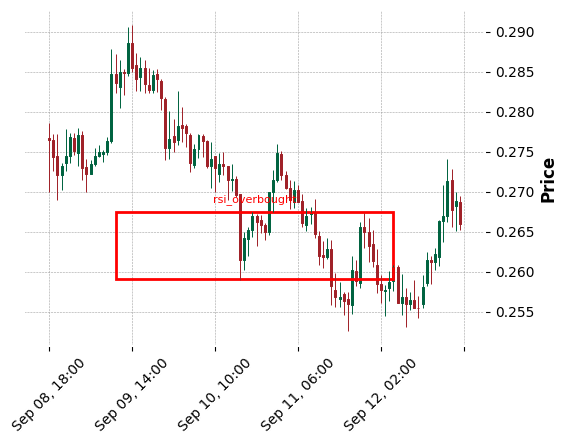 0.290
0.285
0.280
0.275
0.270
0.265
0.260
0.255
Price
rsi_overbought
Sep 08, 18:00
Sep 09, 14:00
Sep 10, 10:00
Sep 11, 06:00
Sep 12, 02:00